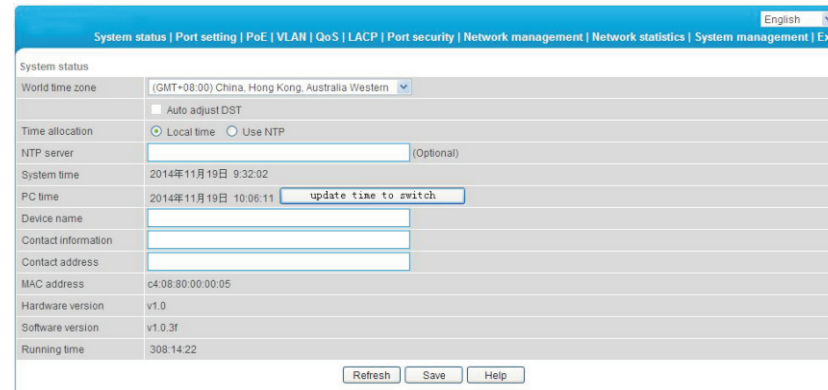 English
System status | Port setting | PoE | VLAN | QoS | LACP | Port security | Network management | Network statistics | System management | Ex
System status
World time zone (GMT+08:00) China, Hong Kong, Australia Western
Auto adjust DST
Time allocation Local time Use NTP
NTP server (Optional)
System time 2014年11月19日 9:32:02
PC time 2014年11月19日 10:06:11 update time to switch
Device name
Contact information
Contact address
MAC address c4:08:80:00:00:05
Hardware version v1.0
Software version v1.0.3f
Running time 308:14:22
Refresh Save Help